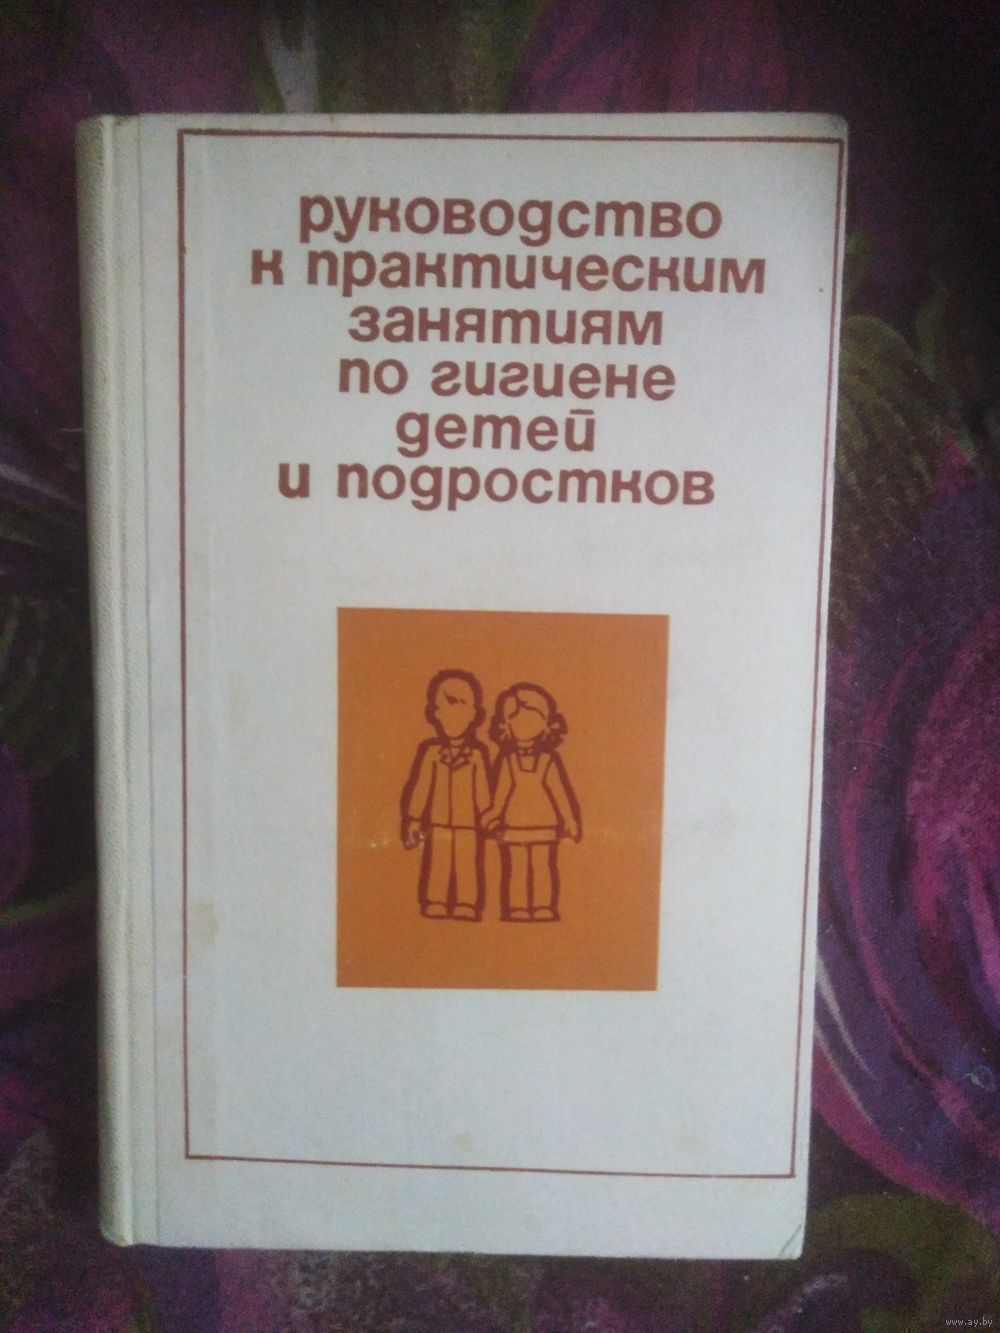 руководство
к практическим
занятиям
по гигиене
детей
и подростков
www.ay.by